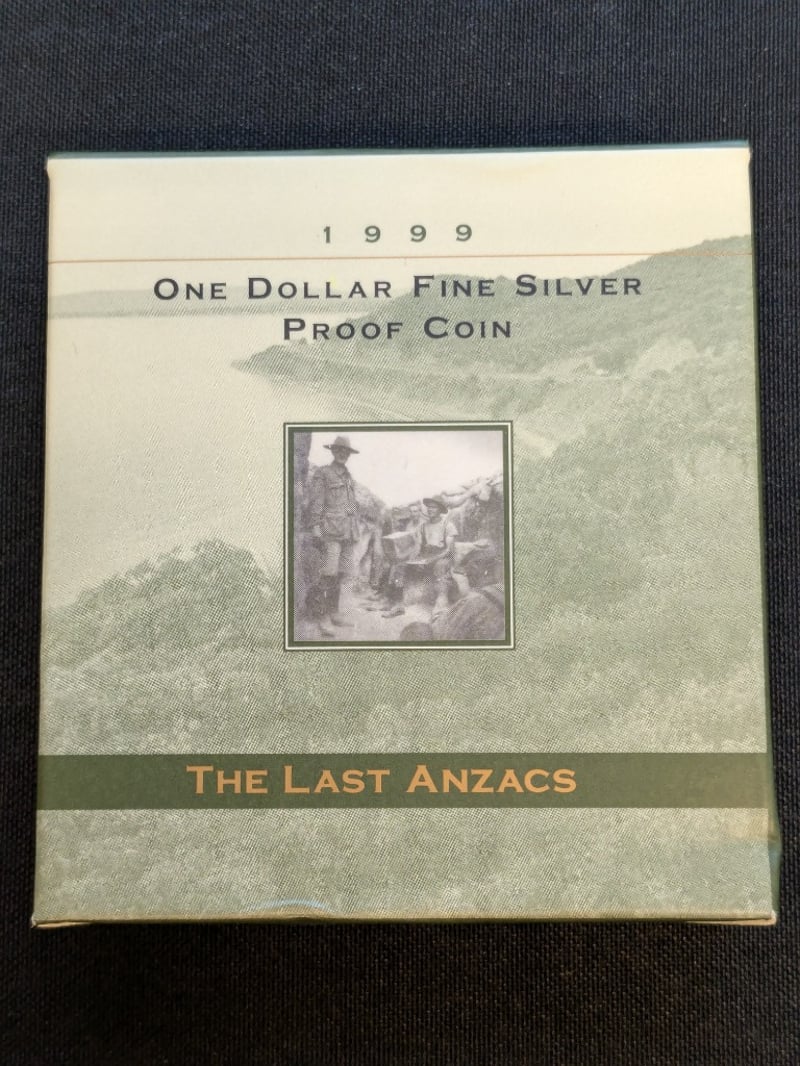 1999
ONE DOLLAR FINE SILVER
PROOF COIN
THE LAST ANZACS